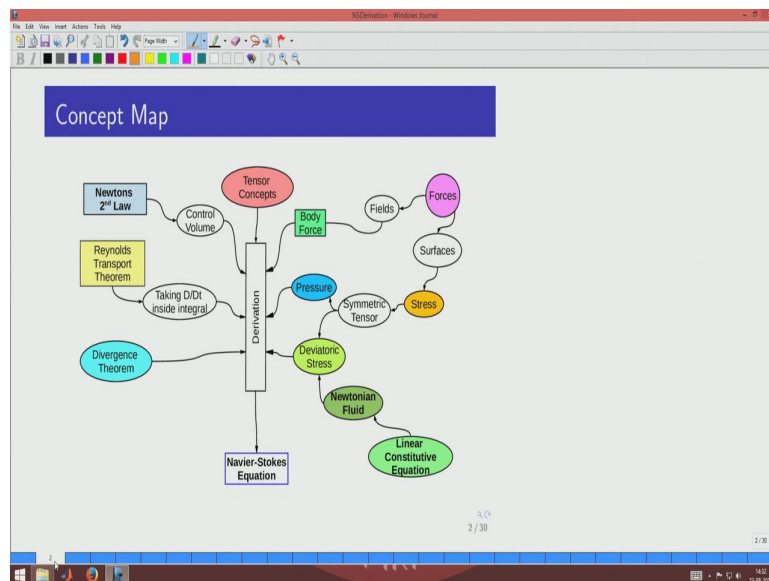 NSDerivation - Windows Journal
File Edit View Insert Actions Tools Help
Page Width
B I
Concept Map
Newtons
2nd Law
Control
Volume
Tensor
Concepts
Body
Force
Fields
Forces
Surfaces
Reynolds
Transport
Theorem
Taking D/Dt
inside integral
Derivation
Pressure
Symmetric
Tensor
Stress
Divergence
Theorem
Deviatoric
Stress
Newtonian
Fluid
Linear
Constitutive
Equation
Navier-Stokes
Equation
2 / 30
2 / 30
2
14:32